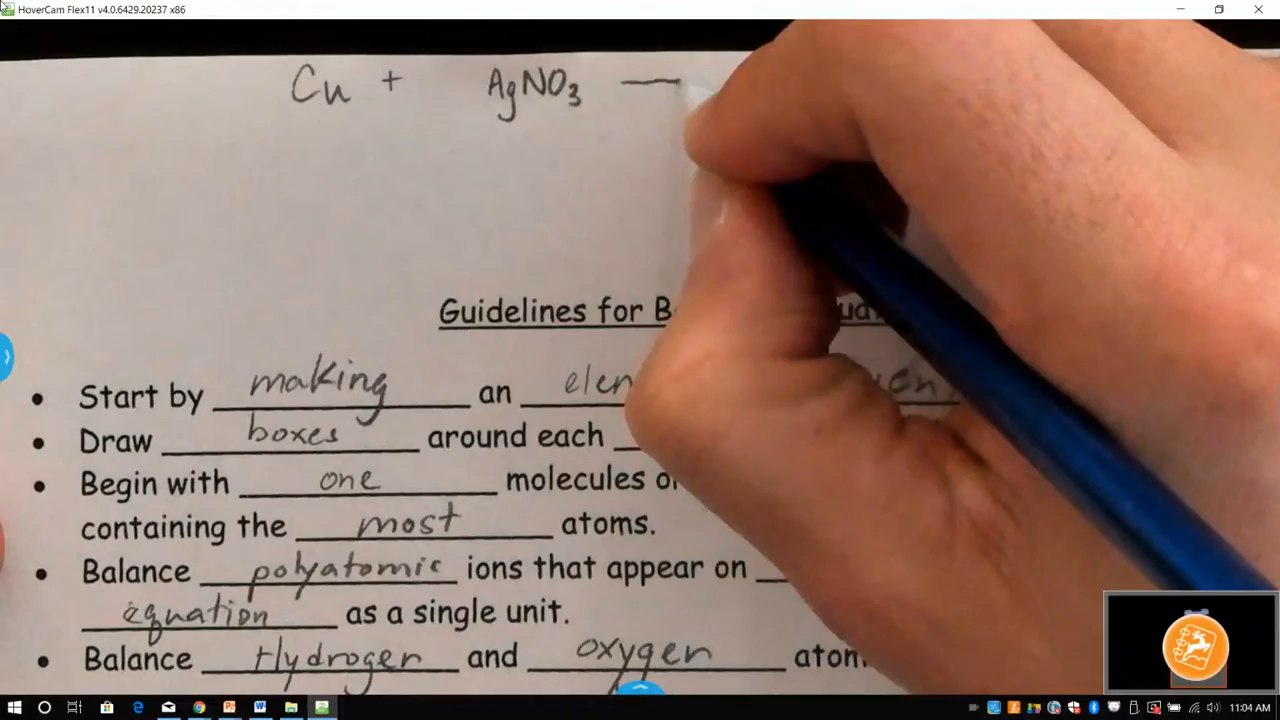 HoverCam Flex11 v4.0.6429.20237 x86
Cu + AgNO₃ —
Guidelines for B
Start by making an elen
Draw boxes around each
Begin with one molecules
containing the most atoms.
Balance polyatomic ions that appear on
equation as a single unit.
Balance Hydrogen and oxygen atom
11:04 AM